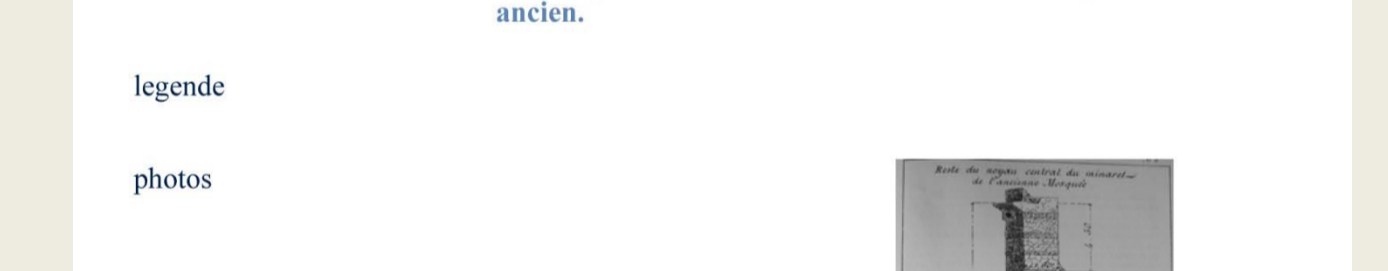 ancien.
legende
photos
Reste du noyau central du minaret
de l'ancienne Mosquée